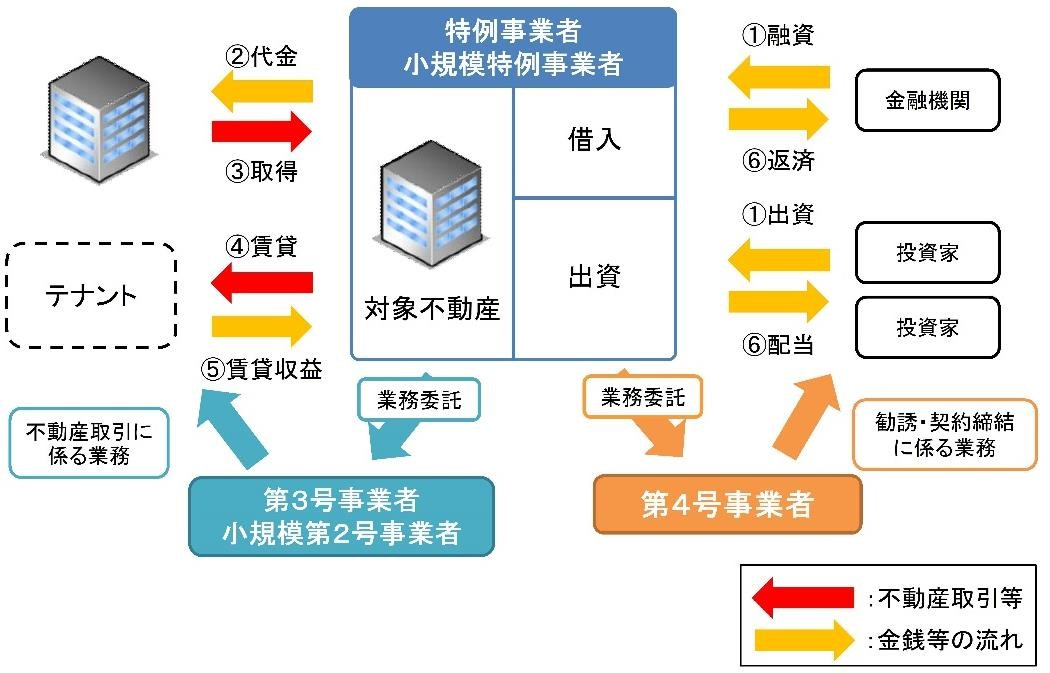 特例事業者
小規模特例事業者
②代金
③取得
借入
出資
対象不動産
①融資
金融機関
⑥返済
①出資
投資家
投資家
⑥配当
④賃貸
テナント
⑤賃貸収益
業務委託
業務委託
不動産取引に
係る業務
勧誘・契約締結
に係る業務
第3号事業者
小規模第2号事業者
第4号事業者
:不動産取引等
:金銭等の流れ